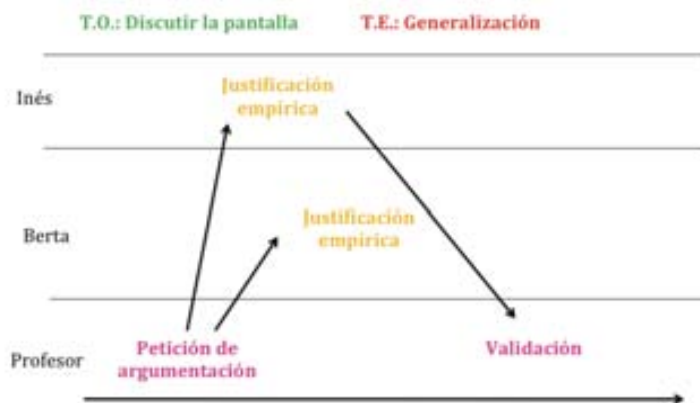 T.O.: Discutir la pantalla T.E.: Generalización
Inés
Justificación
empírica
Berta
Justificación
empírica
Profesor
Petición de
argumentación
Validación